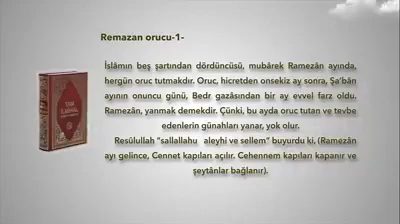 Remazan orucu-1-
İslâmın beş şartından dördüncüsü, mubârek Ramezân ayında,
hergün oruc tutmakdır. Oruc, hicretden onsekiz ay sonra, Şa'bân
ayının onuncu günü, Bedr gazâsından bir ay evvel farz oldu.
Ramezân, yanmak demekdir. Çünki, bu ayda oruc tutan ve tevbe
edenlerin günahları yanar, yok olur.
Resûlullah "sallallahu aleyhi ve sellem" buyurdu ki, (Ramezân
ayı gelince, Cennet kapıları açılır. Cehennem kapıları kapanır ve
şeytânlar bağlanır).